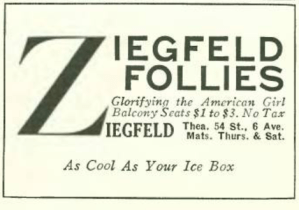 ZIEGFELD
FOLLIES
Glorifying the American Girl
Balcony Seats $1 to $3. No Tax
ZIEGFELD Thea. 54 St., 6 Ave.
Mats. Thurs. & Sat.
As Cool As Your Ice Box